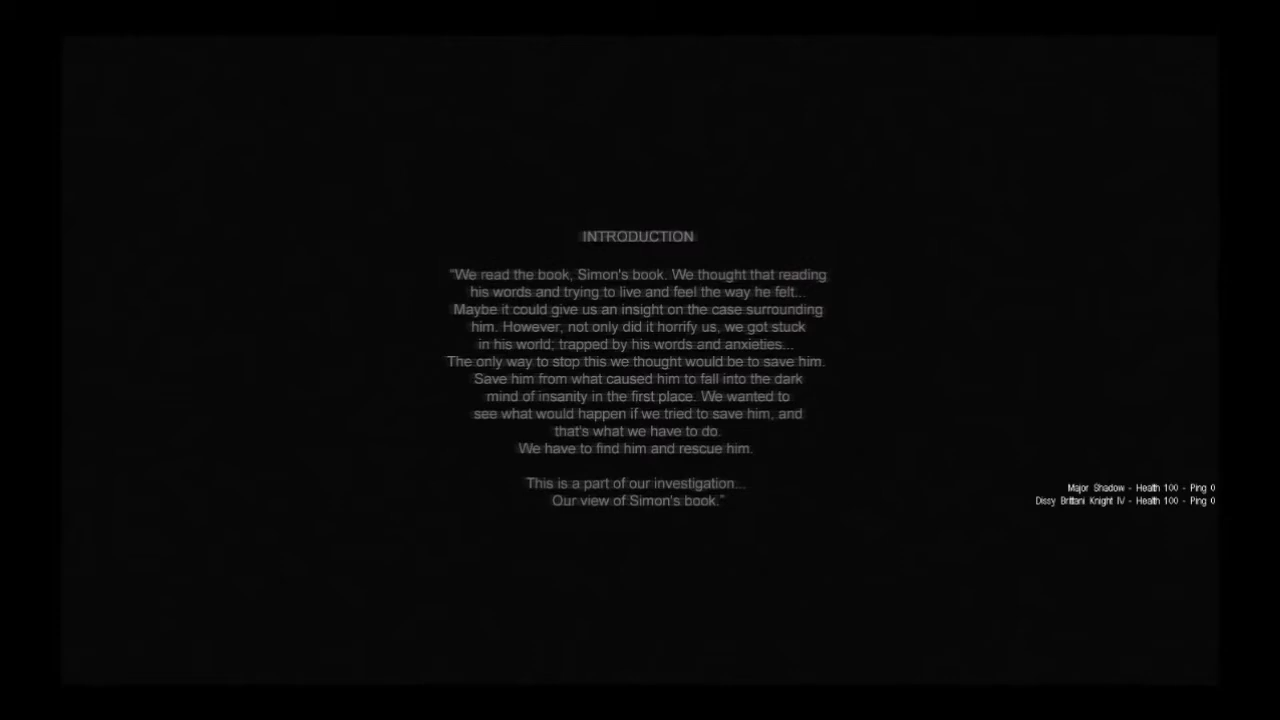 INTRODUCTION
"We read the book, Simon's book. We thought that reading
his words and trying to live and feel the way he felt...
Maybe it could give us an insight on the case surrounding
him. However, not only did it horrify us, we got stuck
in his world; trapped by his words and anxieties...
The only way to stop this we thought would be to save him.
Save him from what caused him to fall into the dark
mind of insanity in the first place. We wanted to
see what would happen if we tried to save him, and
that's what we have to do.
We have to find him and rescue him.
This is a part of our investigation...
Our view of Simon's book."
Major Shadow - Health 100 - Ping 0
Dissy Brittani Knight IV - Health 100 - Ping 0